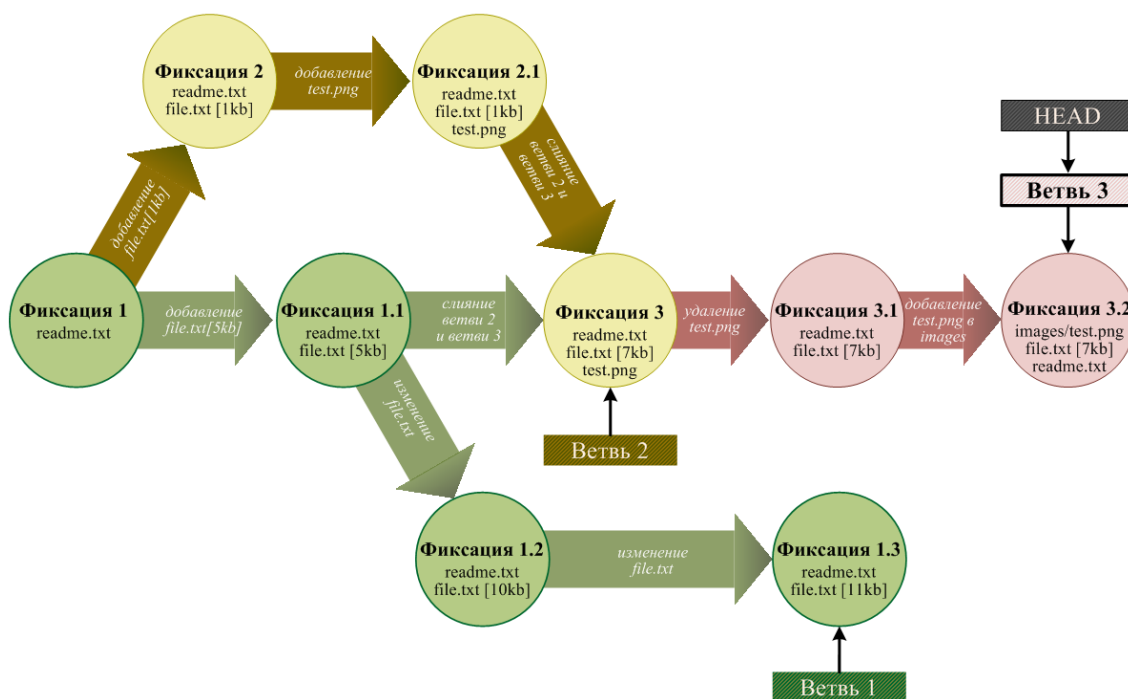 Фиксация 2
readme.txt
file.txt [1kb]
добавление
test.png
Фиксация 2.1
readme.txt
file.txt [1kb]
test.png
слияние
ветви 2 и
ветви 3
добавление
file.txt[1kb]
HEAD
Ветвь 3
Фиксация 1
readme.txt
добавление
file.txt[5kb]
Фиксация 1.1
readme.txt
file.txt [5kb]
слияние
ветви 2
и ветви 3
Фиксация 3
readme.txt
file.txt [7kb]
test.png
удаление
test.png
Фиксация 3.1
readme.txt
file.txt [7kb]
добавление
test.png в
images
Фиксация 3.2
images/test.png
file.txt [7kb]
readme.txt
изменение
file.txt
Ветвь 2
Фиксация 1.2
readme.txt
file.txt [10kb]
изменение
file.txt
Фиксация 1.3
readme.txt
file.txt [11kb]
Ветвь 1